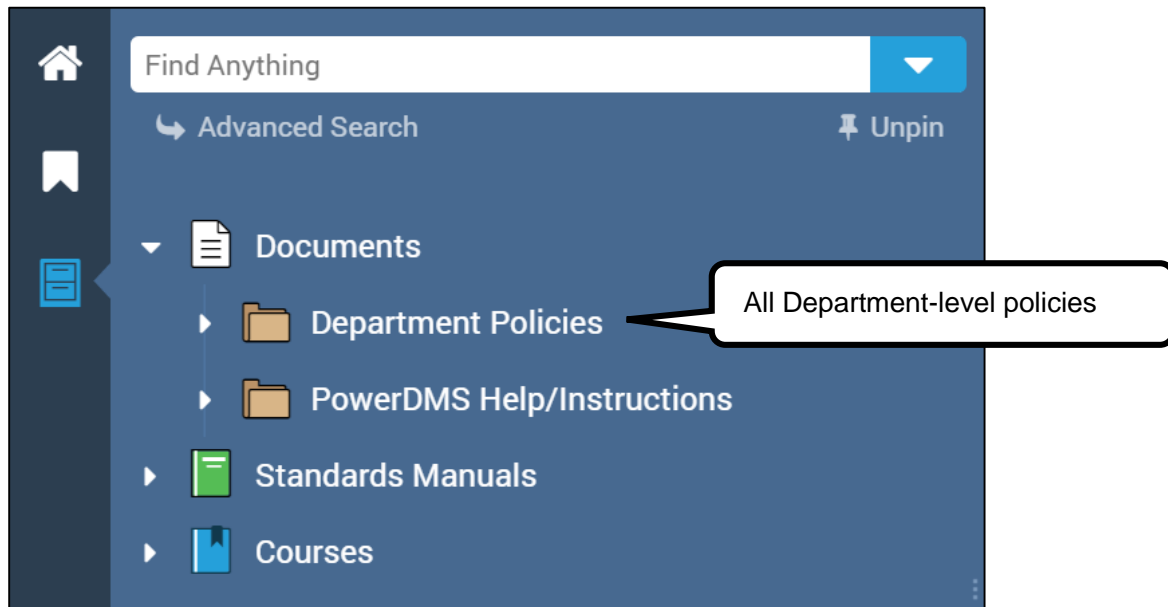 Find Anything
Advanced Search
Unpin
Documents
Department Policies
All Department-level policies
PowerDMS Help/Instructions
Standards Manuals
Courses